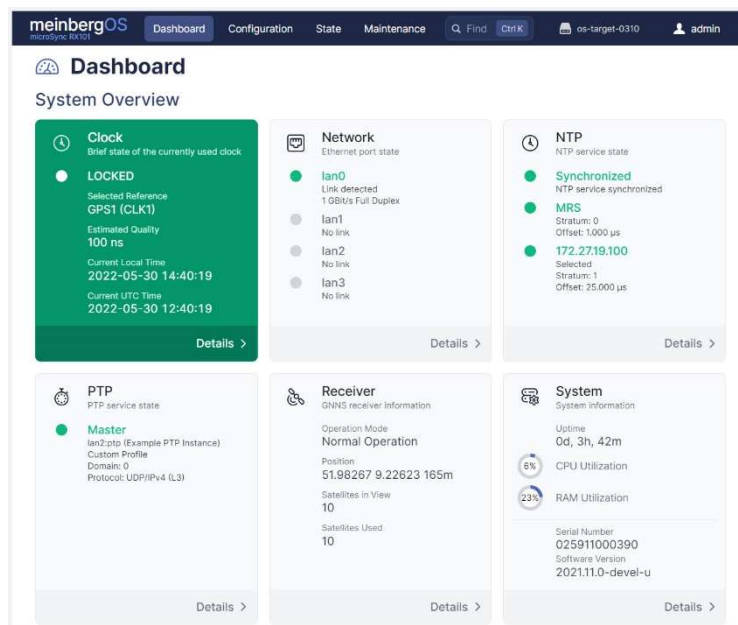 meinbergOS
microSync RX101
Dashboard
Configuration
State
Maintenance
Find
Ctrl K
os-target-0310
admin
Dashboard
System Overview
Clock
Brief state of the currently used clock
LOCKED
Selected Reference
GPS1 (CLK1)
Estimated Quality
100 ns
Current Local Time
2022-05-30 14:40:19
Current UTC Time
2022-05-30 12:40:19
Details >
Network
Ethernet port state
lan0
Link detected
1 GBit/s Full Duplex
lan1
No link
lan2
No link
lan3
No link
Details >
NTP
NTP service state
Synchronized
NTP service synchronized
MRS
Stratum: 0
Offset: 1.000 µs
172.27.19.100
Selected
Stratum: 1
Offset: 25.000 µs
Details >
PTP
PTP service state
Master
lan2:ptp (Example PTP Instance)
Custom Profile
Domain: 0
Protocol: UDP/IPv4 (L3)
Details >
Receiver
GNNS receiver information
Operation Mode
Normal Operation
Position
51.98267 9.22623 165m
Satellites in View
10
Satellites Used
10
Details >
System
System information
Uptime
0d, 3h, 42m
6%
CPU Utilization
23%
RAM Utilization
Serial Number
025911000390
Software Version
2021.11.0-devel-u
Details >